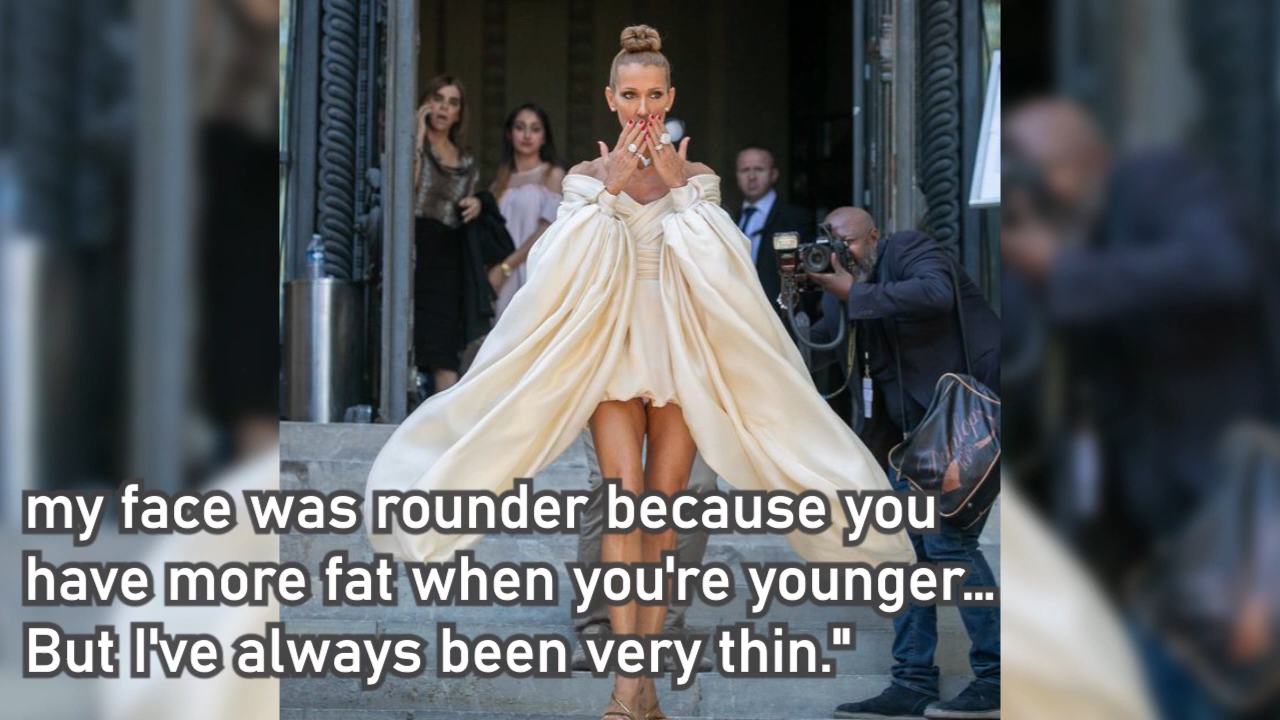 my face was rounder because you
have more fat when you're younger...
But I've always been very thin."
Dunlop